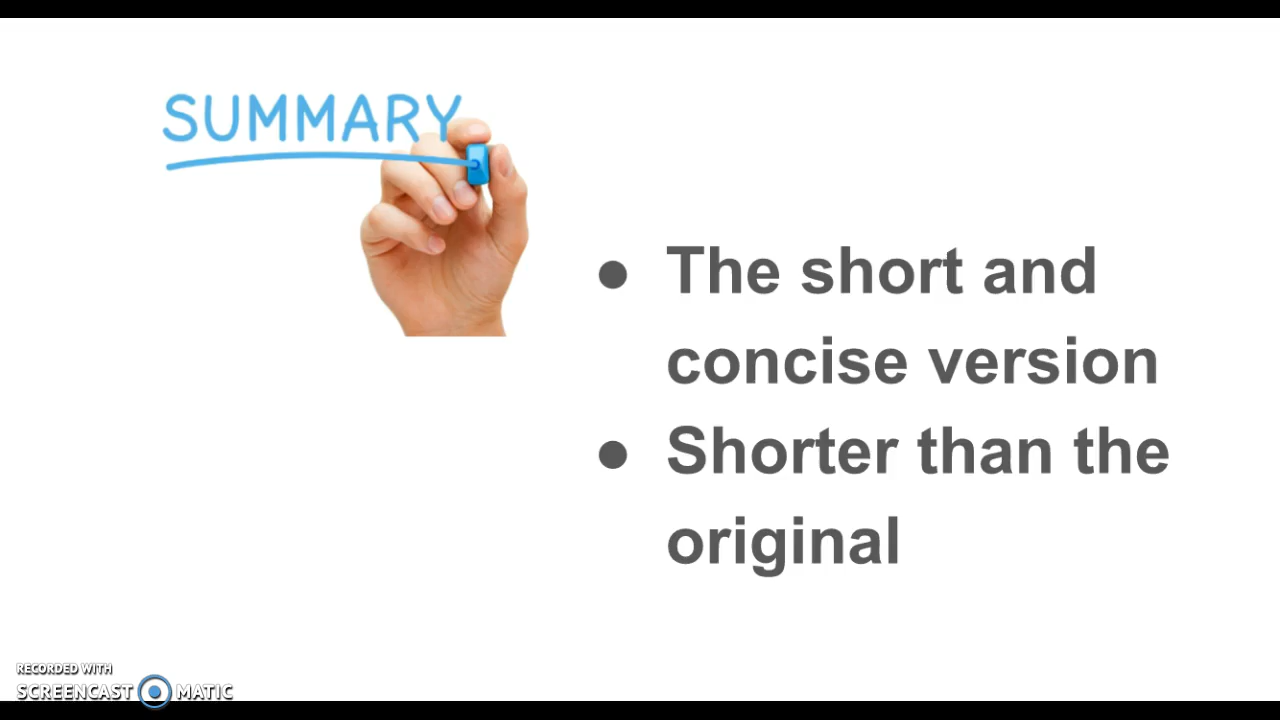 SUMMARY
● The short and
concise version
● Shorter than the
original
RECORDED WITH
SCREENCAST MATIC